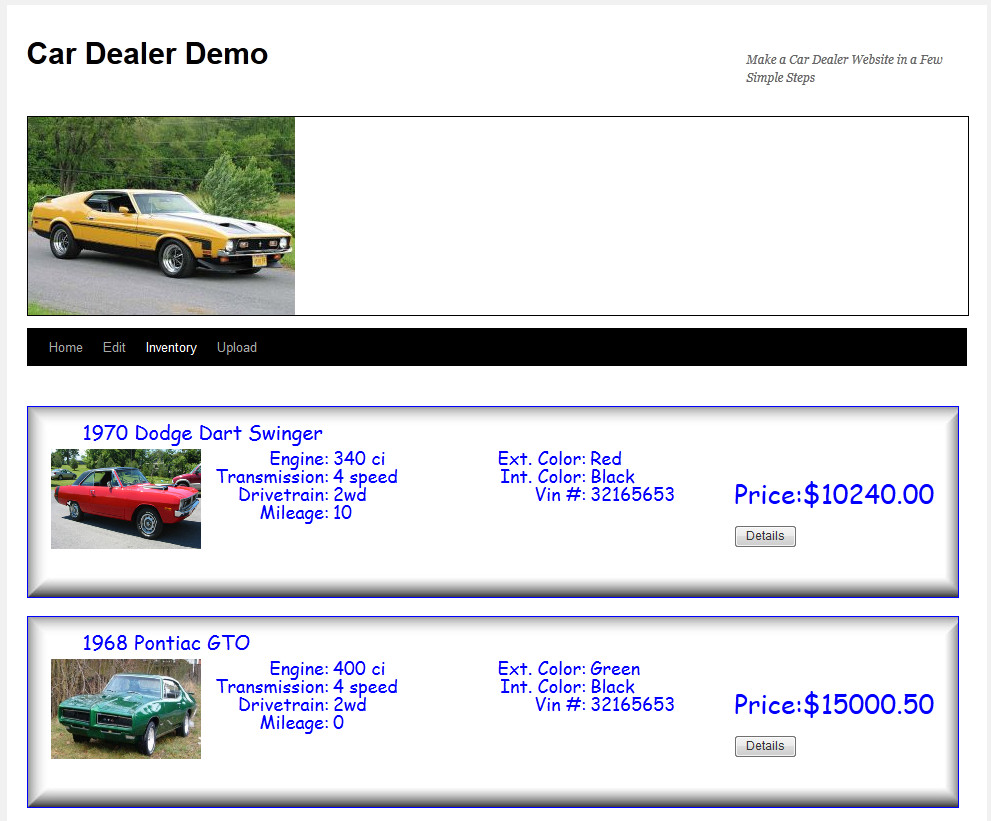 Car Dealer Demo
Make a Car Dealer Website in a Few
Simple Steps
Home Edit Inventory Upload
1970 Dodge Dart Swinger
Engine: 340 ci
Transmission: 4 speed
Drivetrain: 2wd
Mileage: 10
Ext. Color: Red
Int. Color: Black
Vin #: 32165653
Price:$10240.00
Details
1968 Pontiac GTO
Engine: 400 ci
Transmission: 4 speed
Drivetrain: 2wd
Mileage: 0
Ext. Color: Green
Int. Color: Black
Vin #: 32165653
Price:$15000.50
Details